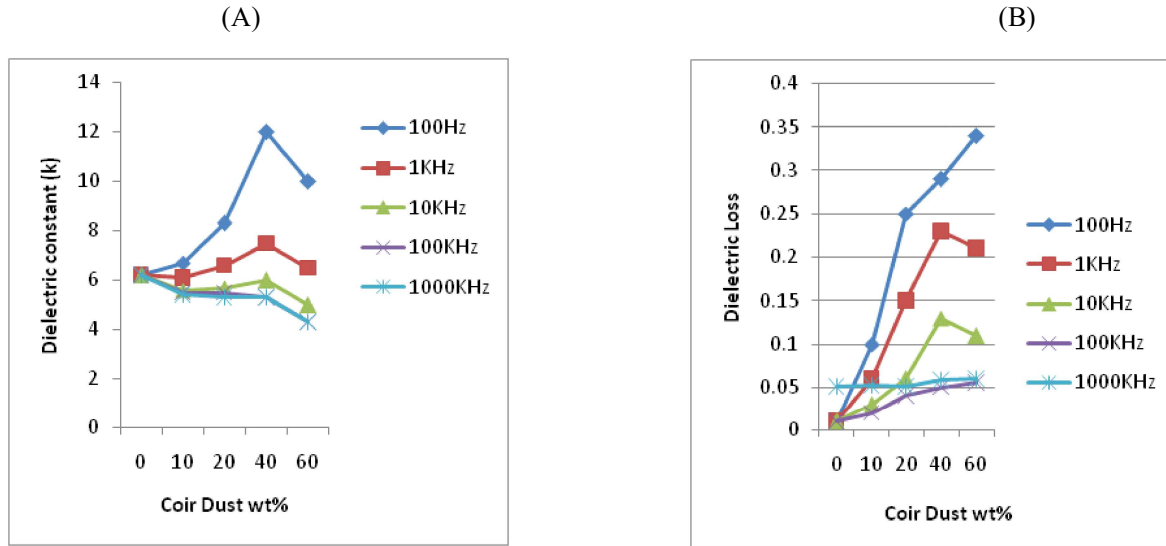 (A)
(B)
14
12
10
8
6
4
2
0
Dielectric constant (k)
0 10 20 40 60
Coir Dust wt%
100Hz
1KHz
10KHz
100KHz
1000KHz
0.4
0.35
0.3
0.25
0.2
0.15
0.1
0.05
0
Dielectric Loss
0 10 20 40 60
Coir Dust wt%
100Hz
1KHz
10KHz
100KHz
1000KHz